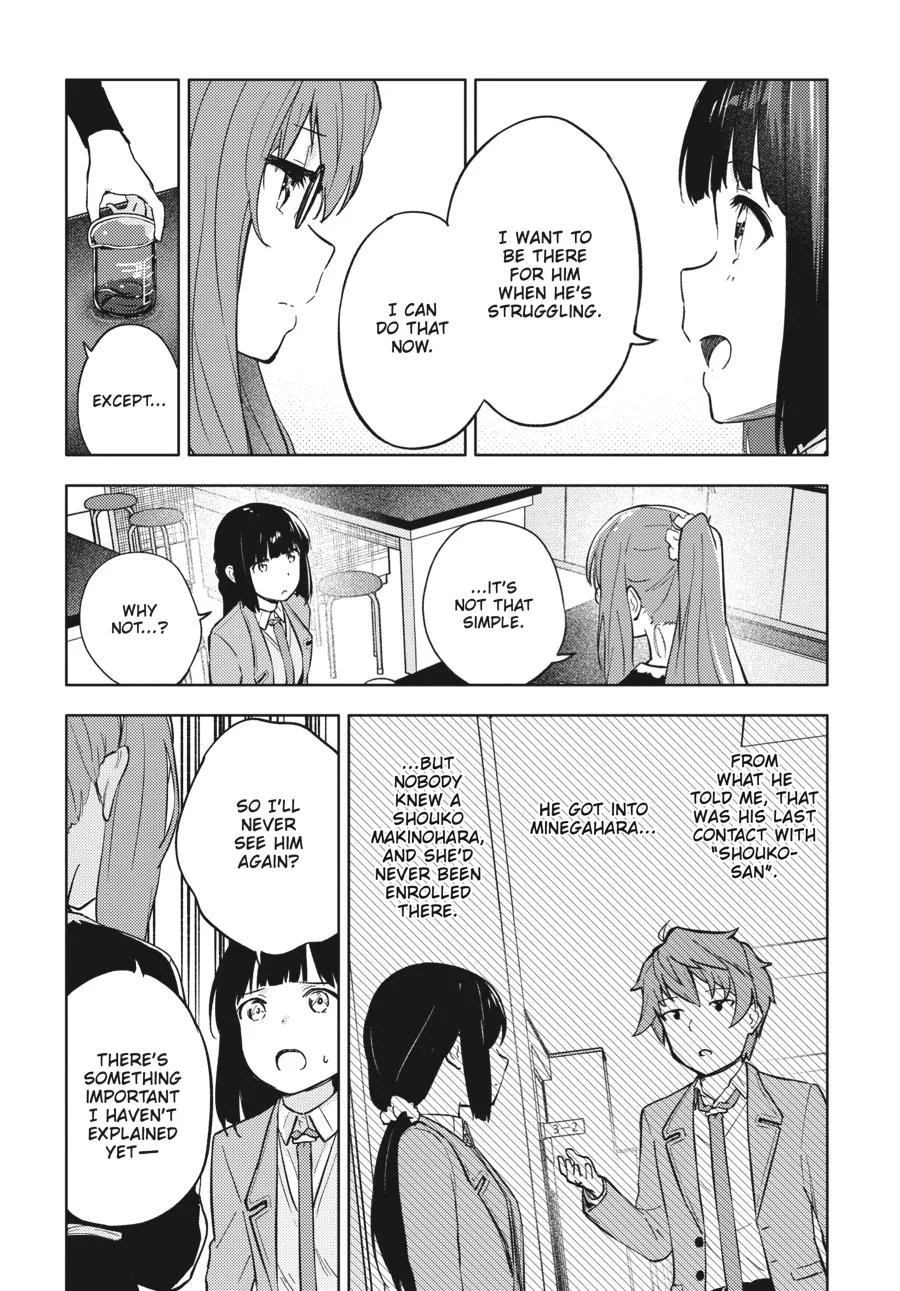 I WANT TO
BE THERE
FOR HIM
WHEN HE'S
STRUGGLING.
I CAN
DO THAT
NOW.
EXCEPT...
...IT'S
NOT THAT
SIMPLE.
WHY
NOT...?
FROM
WHAT HE
TOLD ME, THAT
WAS HIS LAST
CONTACT WITH
"SHOUKO-
SAN".
HE GOT INTO
MINEGAHARA...
...BUT
NOBODY
KNEW A
SHOUKO
MAKINOHARA,
AND SHE'D
NEVER BEEN
ENROLLED
THERE.
3-2
SO I'LL
NEVER
SEE HIM
AGAIN?
THERE'S
SOMETHING
IMPORTANT
I HAVEN'T
EXPLAINED
YET—